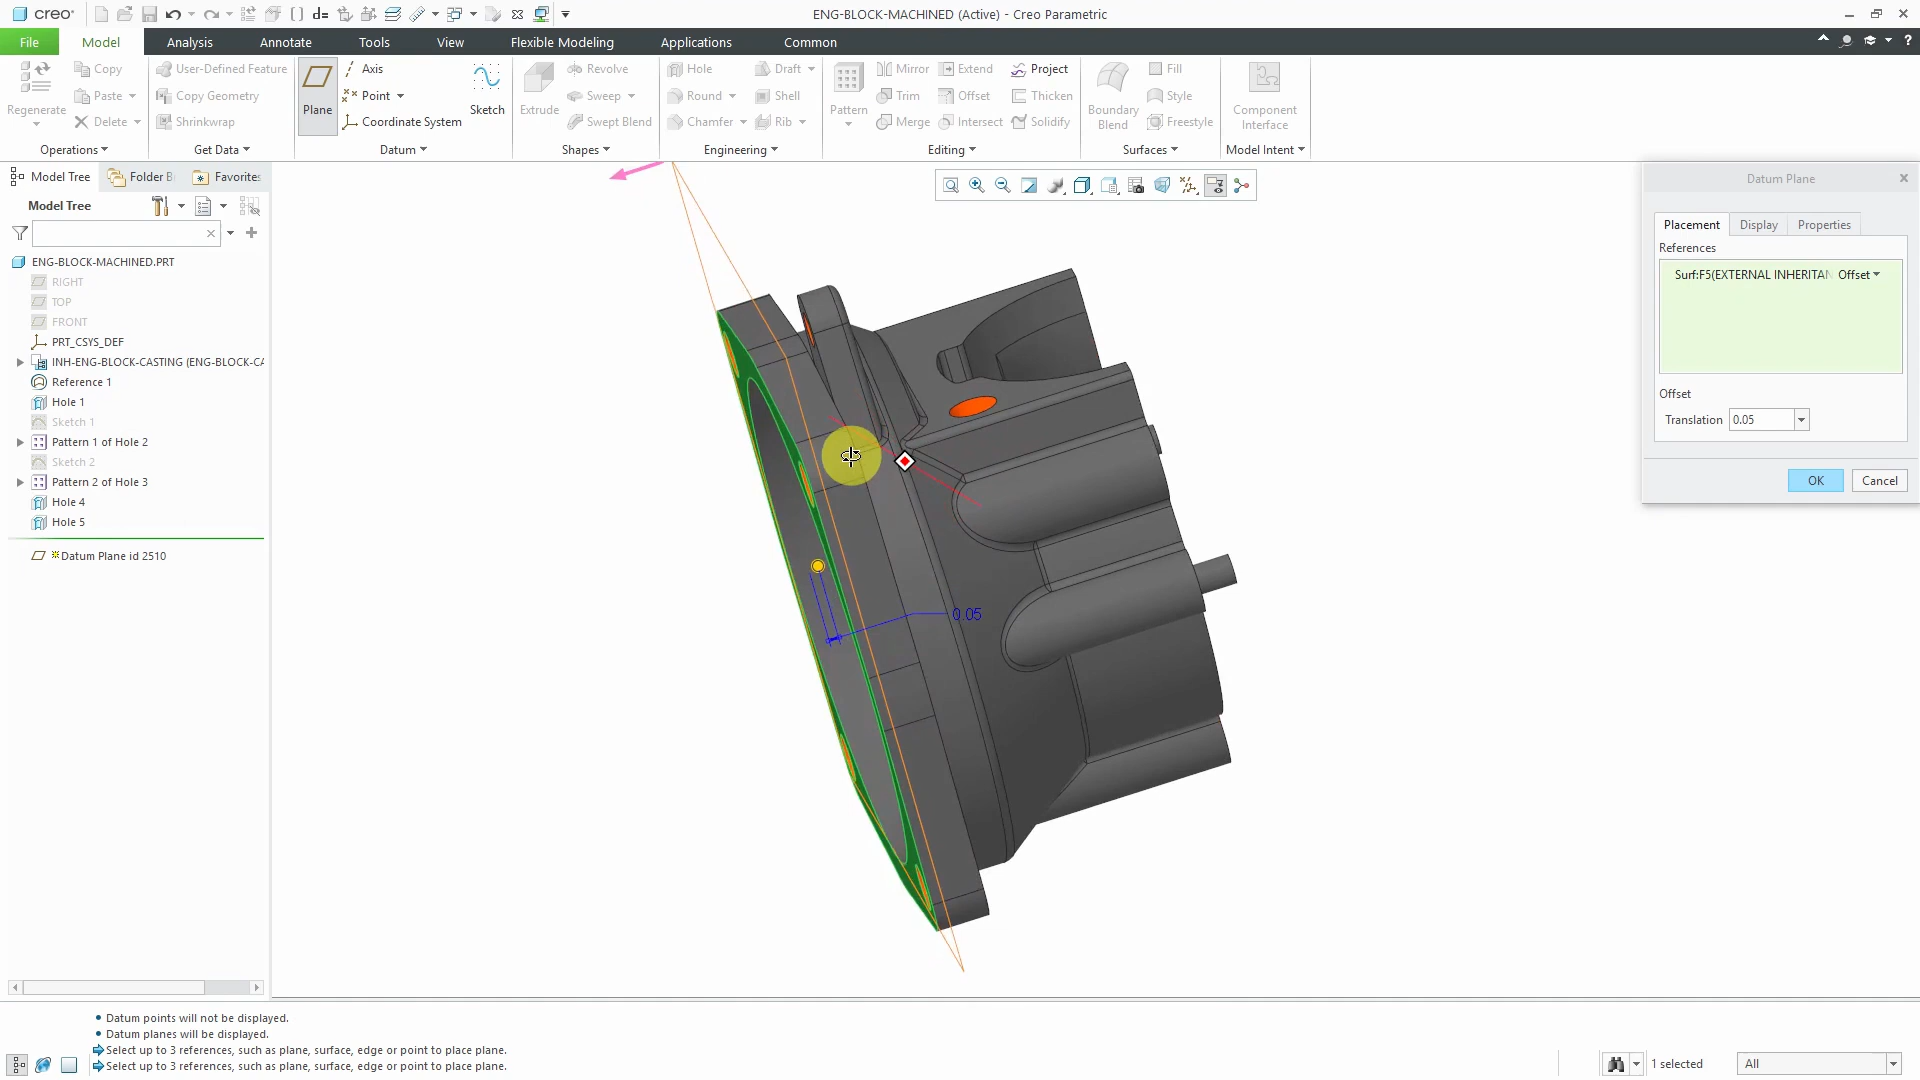 creo
ENG-BLOCK-MACHINED (Active) - Creo Parametric
File Model Analysis Annotate Tools View Flexible Modeling Applications Common
Regenerate
Copy
Paste
Delete
Operations
User-Defined Feature
Copy Geometry
Shrinkwrap
Get Data
Plane
Axis
Point
Coordinate System
Sketch
Datum
Extrude
Revolve
Sweep
Swept Blend
Shapes
Hole
Round
Chamfer
Draft
Shell
Rib
Engineering
Pattern
Mirror
Trim
Merge
Extend
Offset
Intersect
Project
Thicken
Solidify
Editing
Boundary
Blend
Fill
Style
Freestyle
Surfaces
Component
Interface
Model Intent
Model Tree
Folder B
Favorites
Model Tree
ENG-BLOCK-MACHINED.PRT
RIGHT
TOP
FRONT
PRT_CSYS_DEF
INH-ENG-BLOCK-CASTING (ENG-BLOCK-CA
Reference 1
Hole 1
Sketch 1
Pattern 1 of Hole 2
Sketch 2
Pattern 2 of Hole 3
Hole 4
Hole 5
Datum Plane id 2510
0.05
Datum Plane
Placement
Display
Properties
References
Surf:F5(EXTERNAL INHERITAN Offset
Offset
Translation 0.05
OK
Cancel
Datum points will not be displayed.
Datum planes will be displayed.
Select up to 3 references, such as plane, surface, edge or point to place plane.
Select up to 3 references, such as plane, surface, edge or point to place plane.
1 selected
All